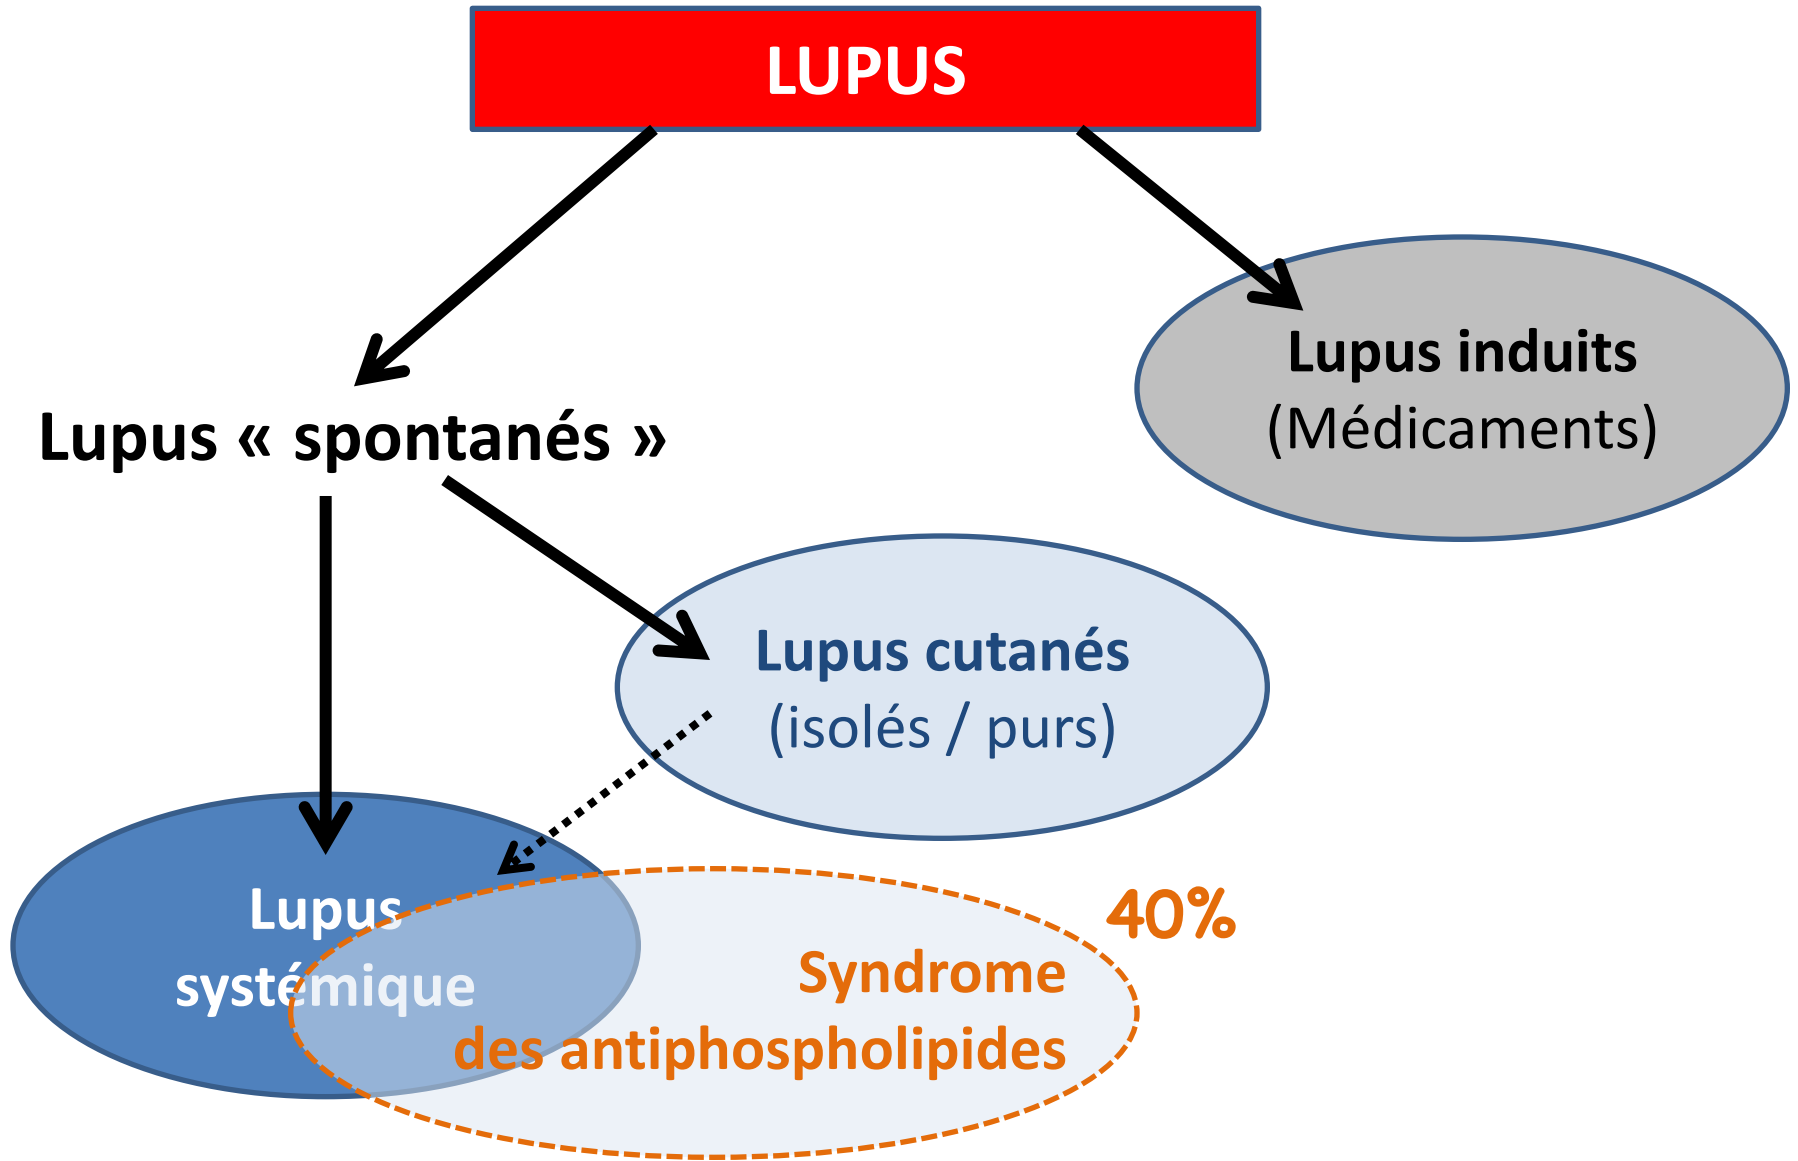 LUPUS
Lupus induits
(Médicaments)
Lupus « spontanés »
Lupus cutanés
(isolés / purs)
Lupus
systémique
40%
Syndrome
des antiphospholipides